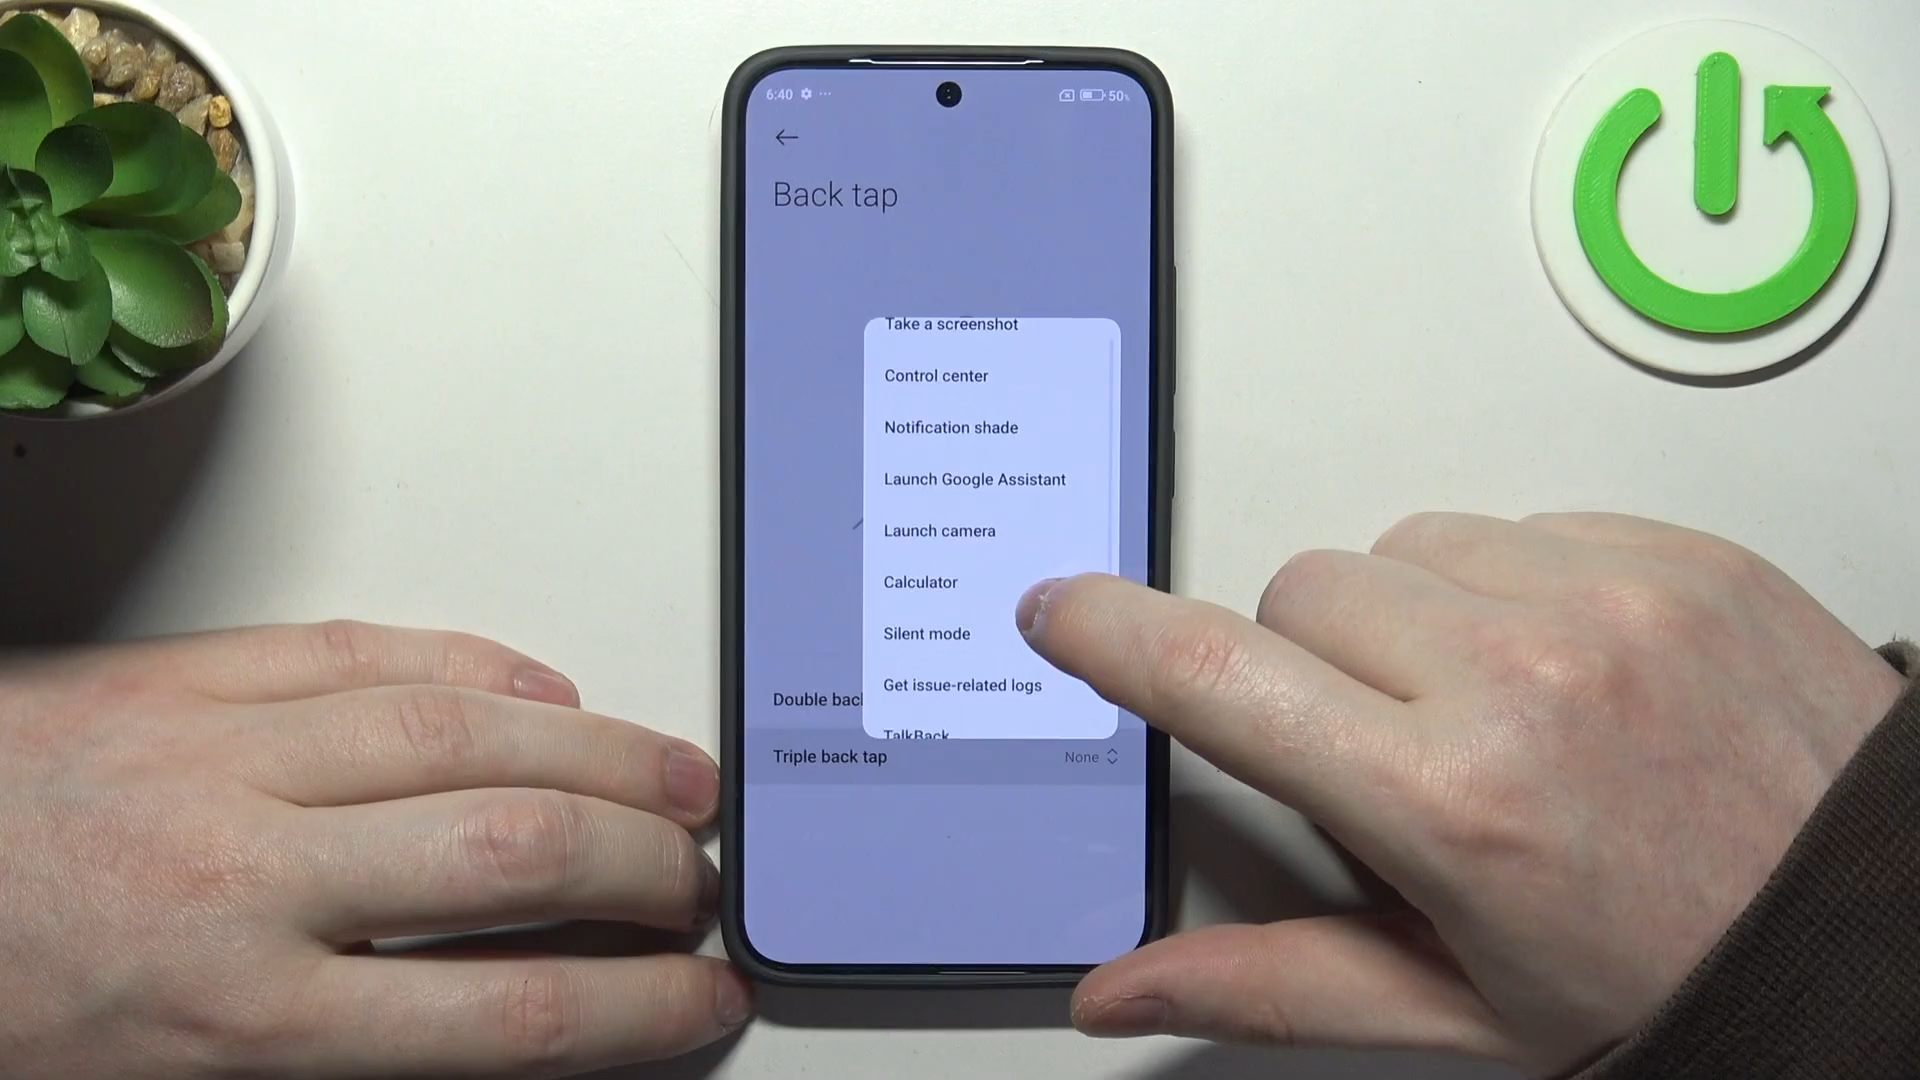 6:40 ... 50%
Back tap
Take a screenshot
Control center
Notification shade
Launch Google Assistant
Launch camera
Calculator
Silent mode
Get issue-related logs
TalkBack
Double back
Triple back tap None